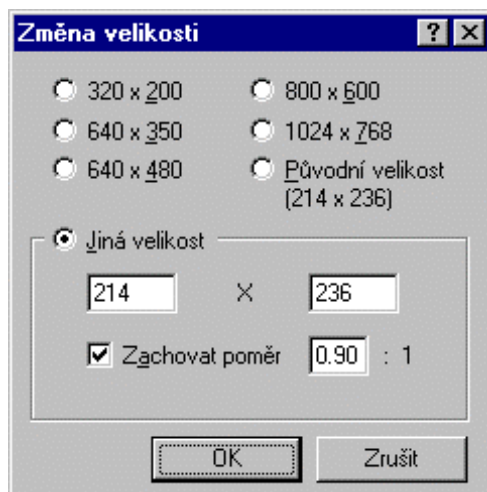 Změna velikosti
320 x 200
800 x 600
640 x 350
1024 x 768
640 x 480
Původní velikost
(214 x 236)
Jiná velikost
214 X 236
Zachovat poměr 0.90 : 1
OK
Zrušit